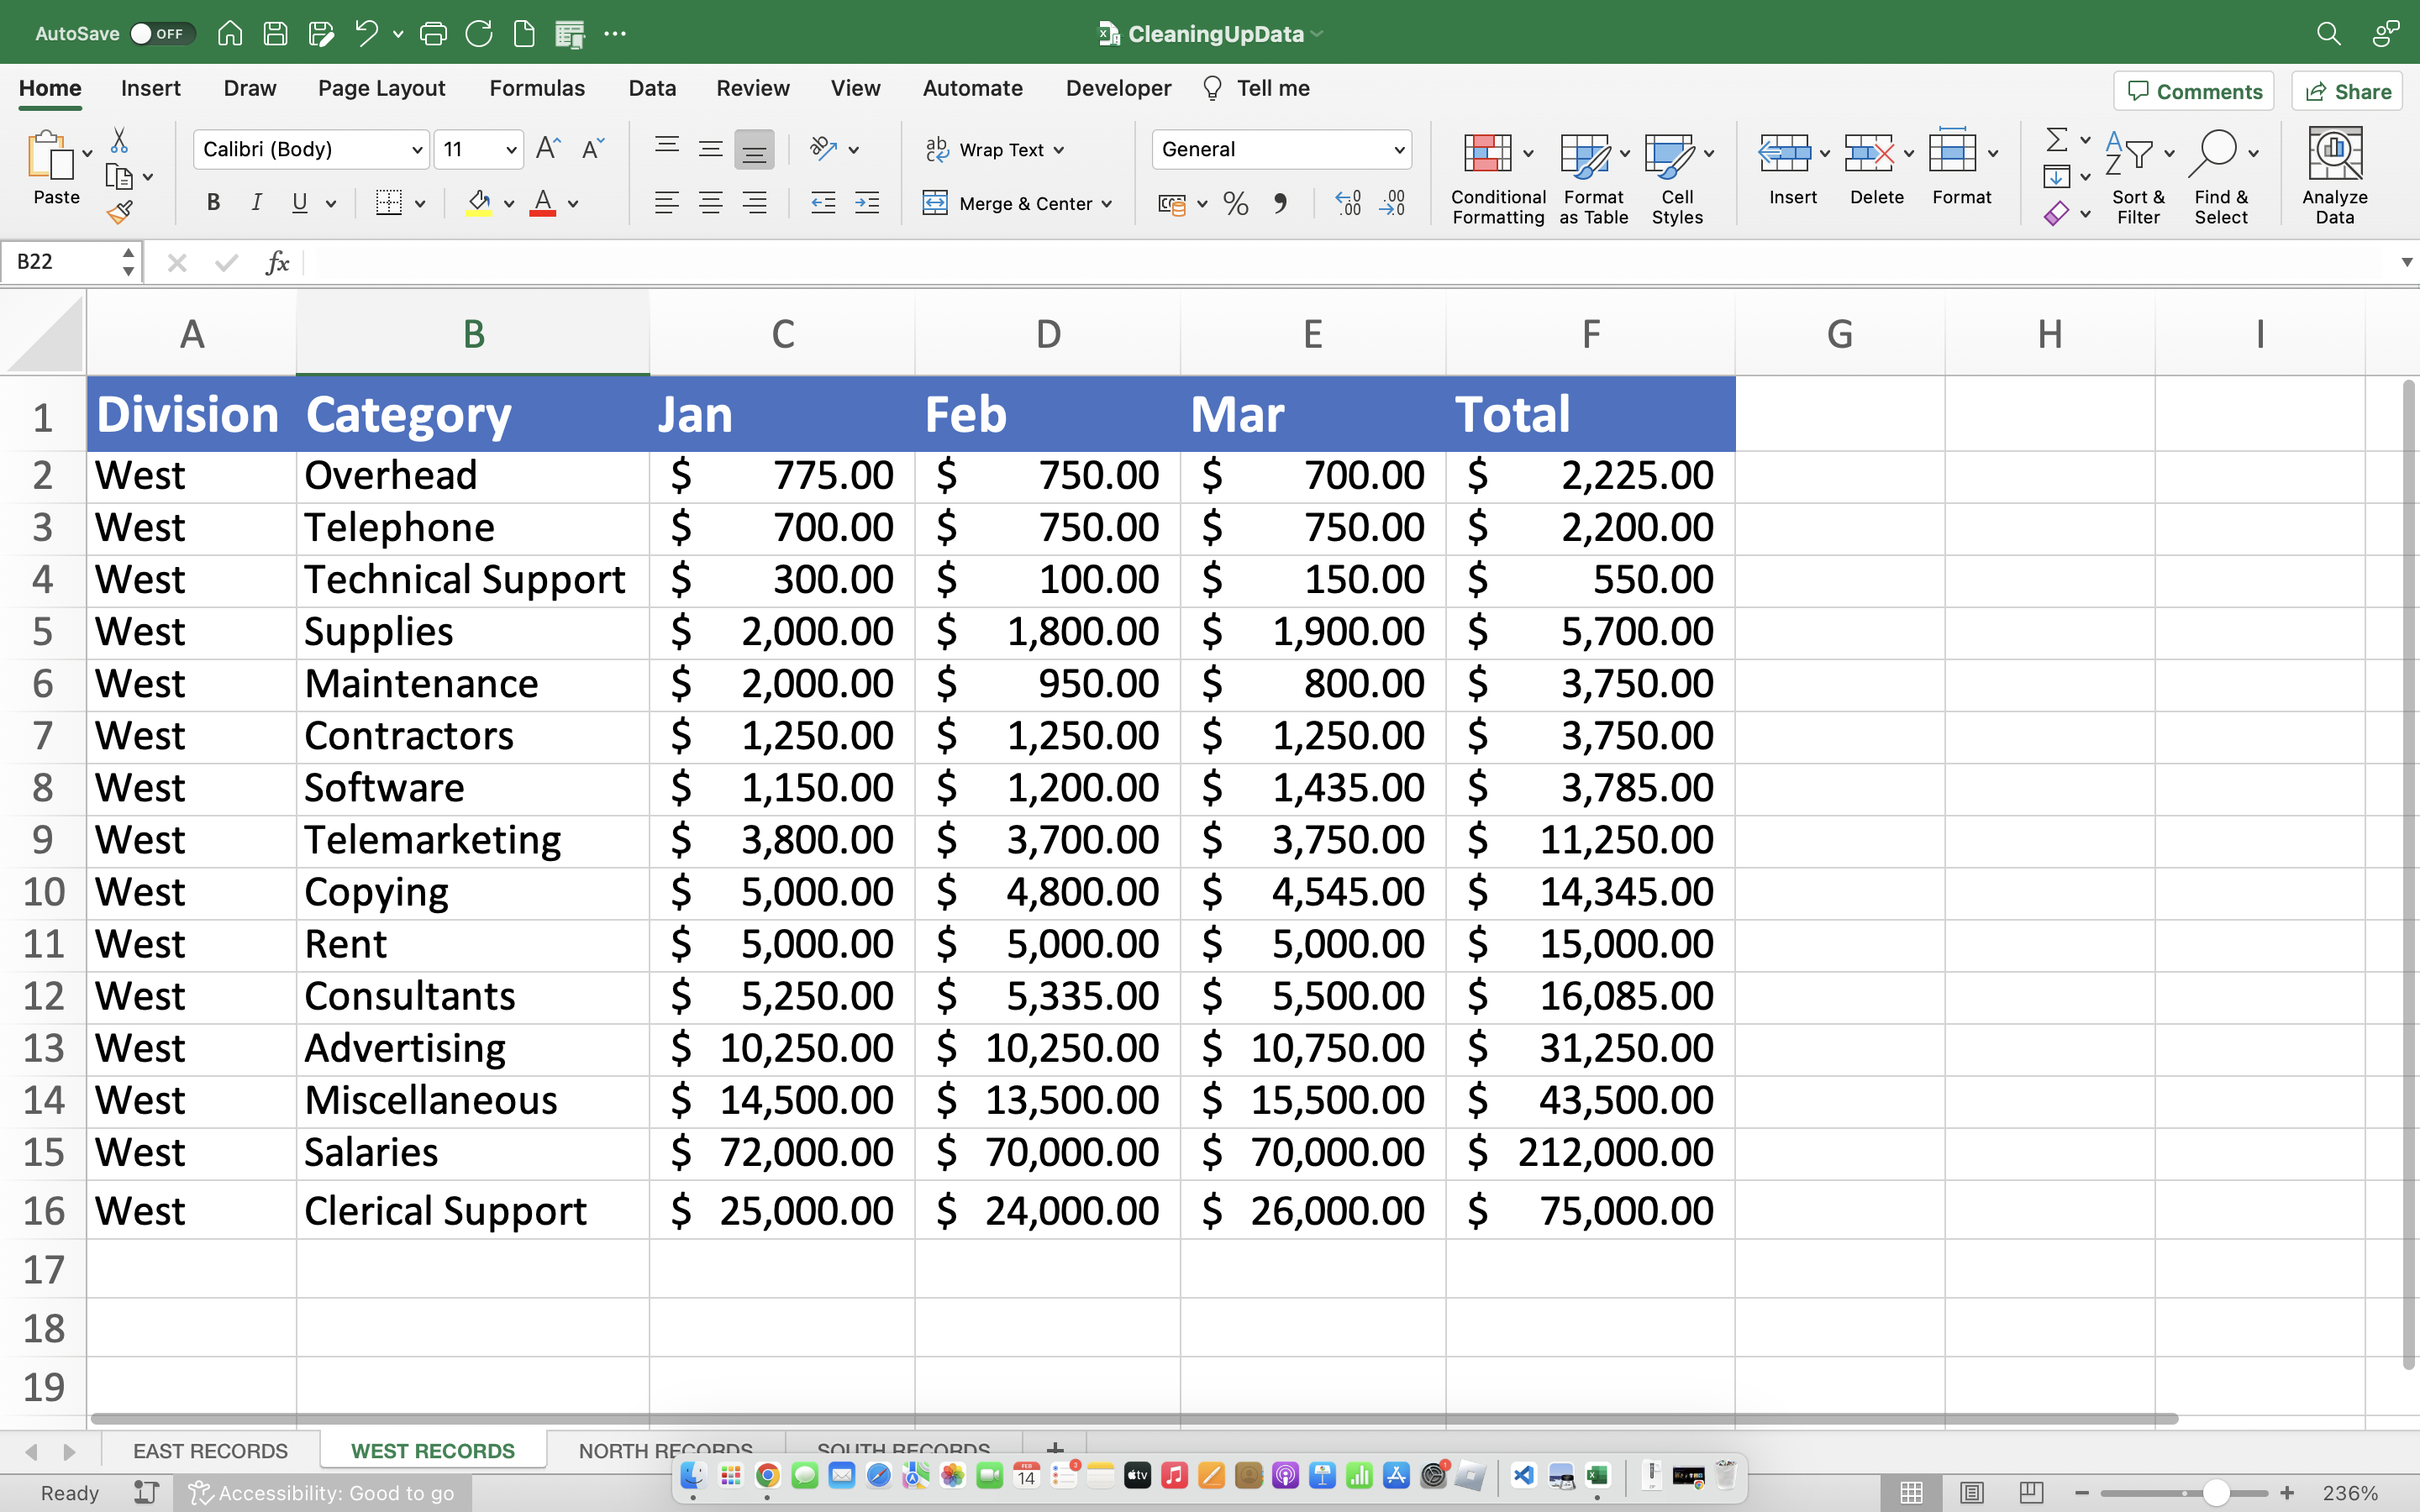 AutoSave OFF CleaningUpData
Home Insert Draw Page Layout Formulas Data Review View Automate Developer Tell me Comments Share
Paste Calibri (Body) 11 Wrap Text General
B I U Merge & Center
Conditional Formatting Format as Table Cell Styles Insert Delete Format Sort & Filter Find & Select Analyze Data
B22 fx
A B C D E F G H I
1 Division Category Jan Feb Mar Total
2 West Overhead $ 775.00 $ 750.00 $ 700.00 $ 2,225.00
3 West Telephone $ 700.00 $ 750.00 $ 750.00 $ 2,200.00
4 West Technical Support $ 300.00 $ 100.00 $ 150.00 $ 550.00
5 West Supplies $ 2,000.00 $ 1,800.00 $ 1,900.00 $ 5,700.00
6 West Maintenance $ 2,000.00 $ 950.00 $ 800.00 $ 3,750.00
7 West Contractors $ 1,250.00 $ 1,250.00 $ 1,250.00 $ 3,750.00
8 West Software $ 1,150.00 $ 1,200.00 $ 1,435.00 $ 3,785.00
9 West Telemarketing $ 3,800.00 $ 3,700.00 $ 3,750.00 $ 11,250.00
10 West Copying $ 5,000.00 $ 4,800.00 $ 4,545.00 $ 14,345.00
11 West Rent $ 5,000.00 $ 5,000.00 $ 5,000.00 $ 15,000.00
12 West Consultants $ 5,250.00 $ 5,335.00 $ 5,500.00 $ 16,085.00
13 West Advertising $ 10,250.00 $ 10,250.00 $ 10,750.00 $ 31,250.00
14 West Miscellaneous $ 14,500.00 $ 13,500.00 $ 15,500.00 $ 43,500.00
15 West Salaries $ 72,000.00 $ 70,000.00 $ 70,000.00 $ 212,000.00
16 West Clerical Support $ 25,000.00 $ 24,000.00 $ 26,000.00 $ 75,000.00
17
18
19
EAST RECORDS WEST RECORDS NORTH RECORDS SOUTH RECORDS +
Ready Accessibility: Good to go FEB 14 tv 236%